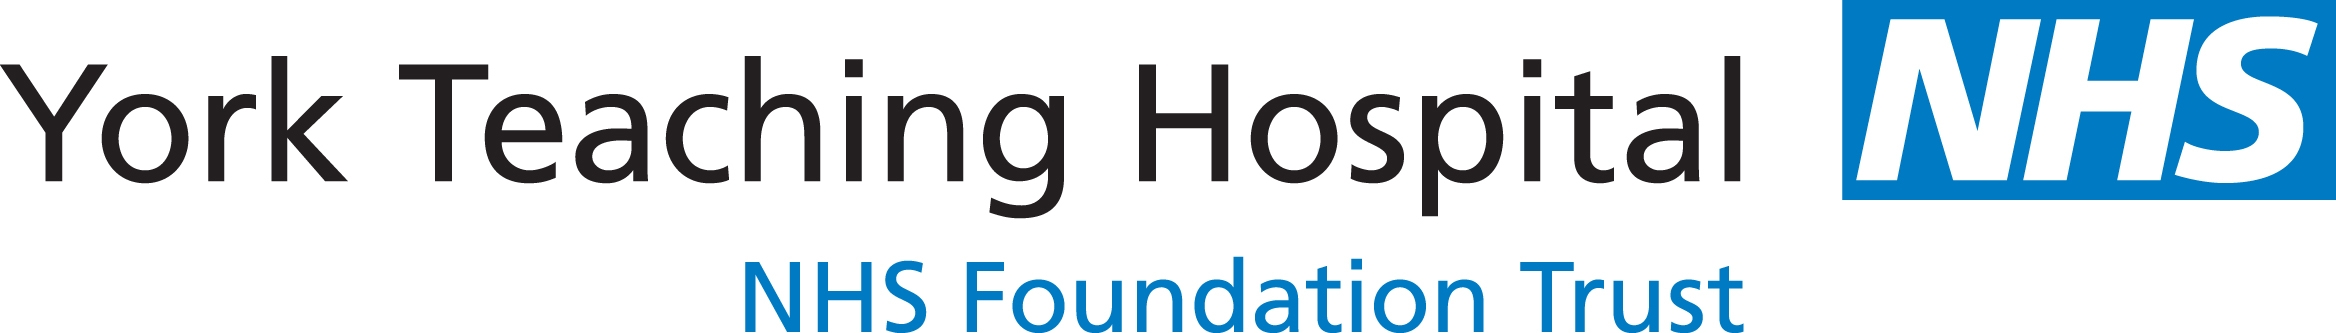 York Teaching Hospital NHS
NHS Foundation Trust